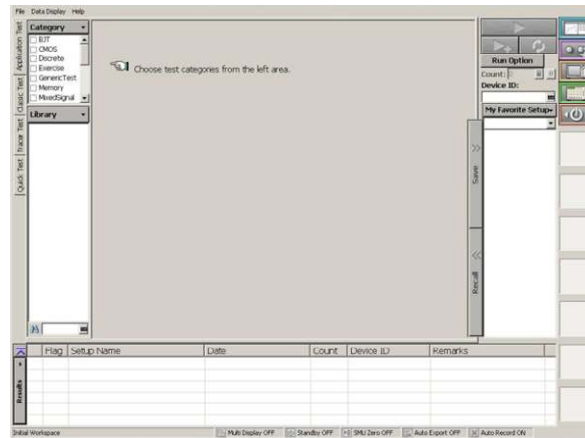 File Data Display Help
Application Test
Classic Test
Tracer Test
Quick Test
Category
BJT
CMOS
Discrete
Exercise
GenericTest
Memory
MixedSignal
Library
Choose test categories from the left area.
Save
Recall
Run Option
Count:
Device ID:
My Favorite Setup
Results
Flag Setup Name Date Count Device ID Remarks
Initial Workspace Multi Display OFF Standby OFF SMU Zero OFF Auto Export OFF Auto Record ON